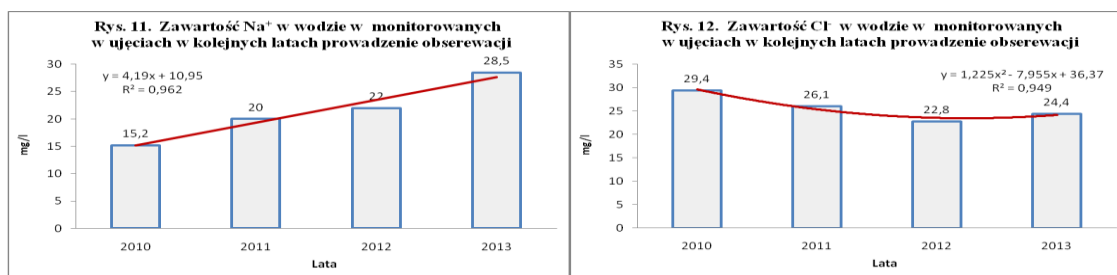 Rys. 11. Zawartość Na⁺ w wodzie w monitorowanych
w ujęciach w kolejnych latach prowadzenie obserewacji
y = 4,19x + 10,95
R² = 0,962
mg/l
30
25
20
15
10
5
0
15,2
20
22
28,5
2010
2011
2012
2013
Lata
Rys. 12. Zawartość Cl⁻ w wodzie w monitorowanych
w ujęciach w kolejnych latach prowadzenie obserewacji
y = 1,225x² - 7,955x + 36,37
R² = 0,949
mg/l
35
30
25
20
15
10
5
0
29,4
26,1
22,8
24,4
2010
2011
2012
2013
Lata